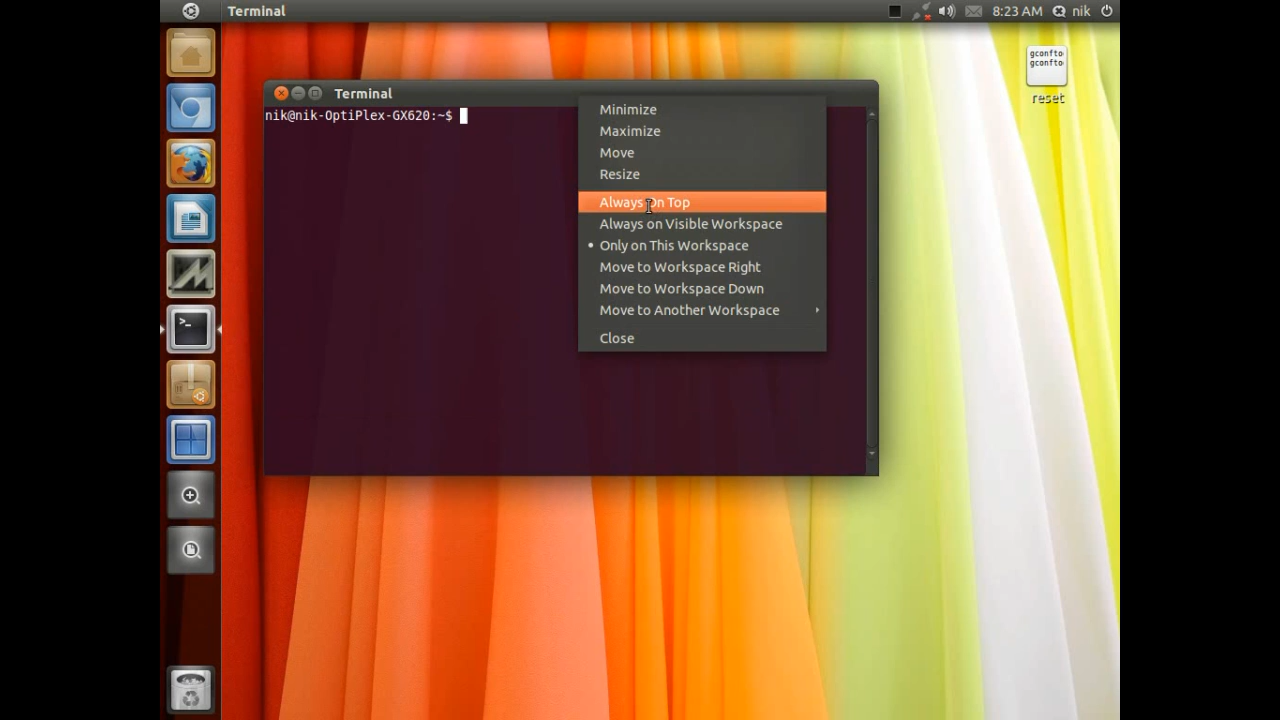 Terminal
8:23 AM nik
gconfto
gconfto
reset
Terminal
nik@nik-OptiPlex-GX620:~$
Minimize
Maximize
Move
Resize
Always On Top
Always on Visible Workspace
Only on This Workspace
Move to Workspace Right
Move to Workspace Down
Move to Another Workspace
Close
>_